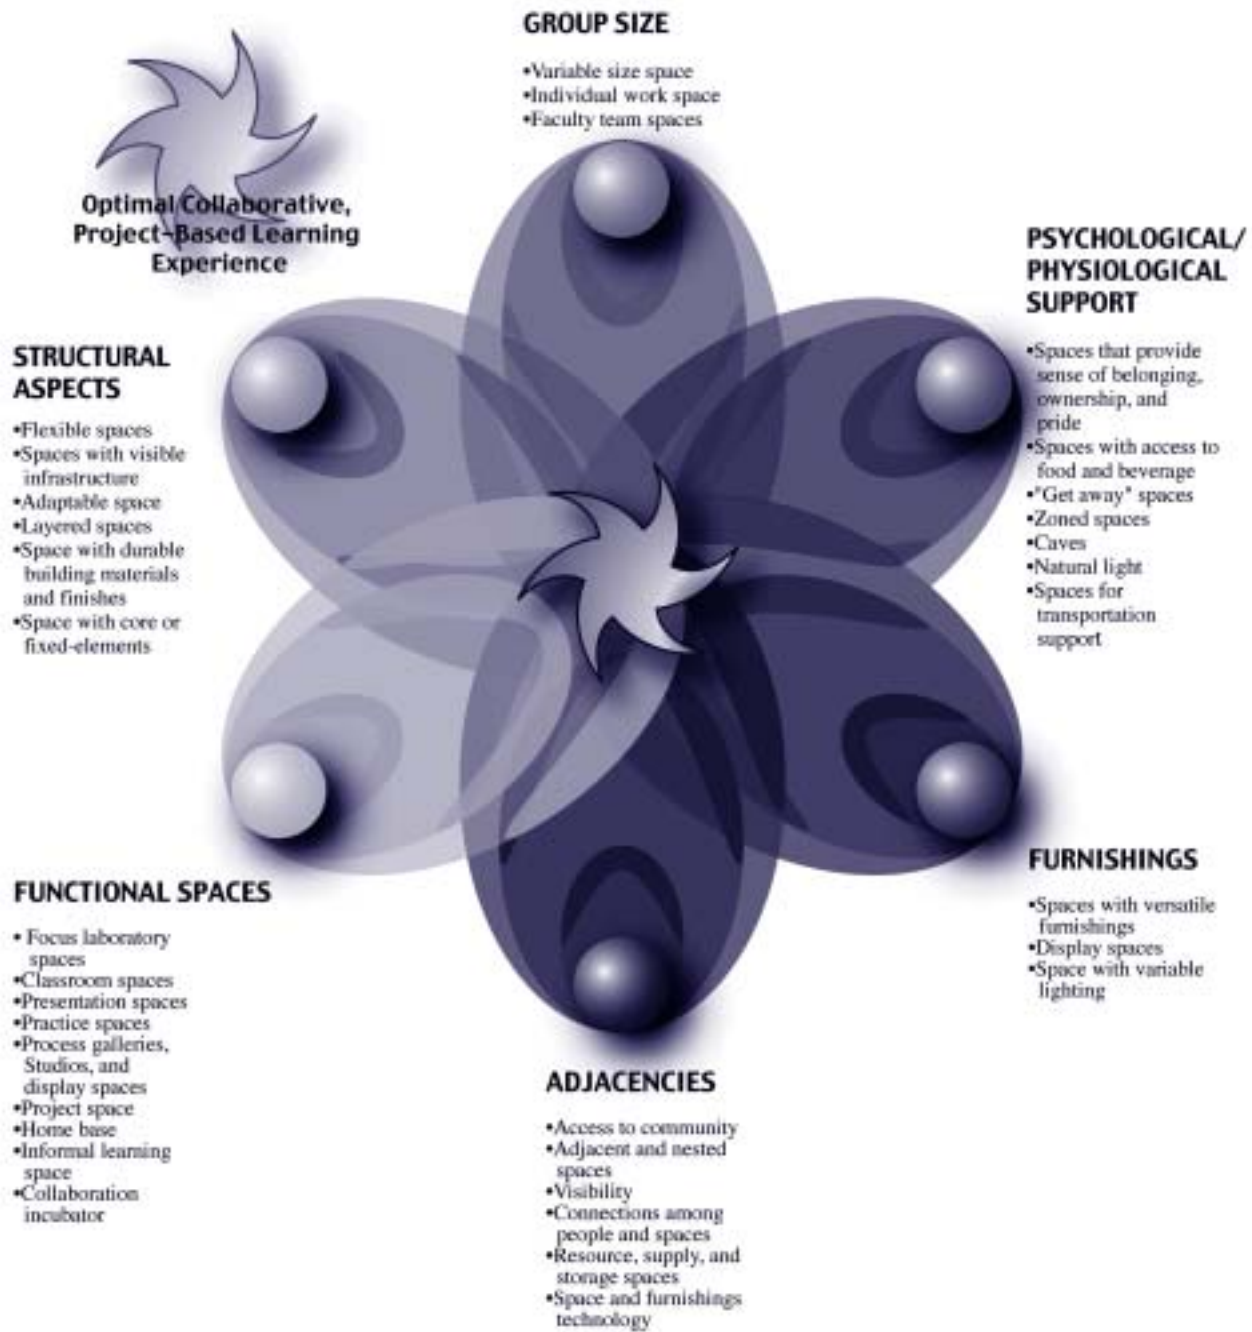 GROUP SIZE
•Variable size space
•Individual work space
•Faculty team spaces
Optimal Collaborative,
Project-Based Learning
Experience
PSYCHOLOGICAL/
PHYSIOLOGICAL
SUPPORT
•Spaces that provide
sense of belonging,
ownership, and
pride
•Spaces with access to
food and beverage
•"Get away" spaces
•Zoned spaces
•Caves
•Natural light
•Spaces for
transportation
support
STRUCTURAL
ASPECTS
•Flexible spaces
•Spaces with visible
infrastructure
•Adaptable space
•Layered spaces
•Space with durable
building materials
and finishes
•Space with core or
fixed-elements
FURNISHINGS
•Spaces with versatile
furnishings
•Display spaces
•Space with variable
lighting
FUNCTIONAL SPACES
• Focus laboratory
spaces
•Classroom spaces
•Presentation spaces
•Practice spaces
•Process galleries,
Studios, and
display spaces
•Project space
•Home base
•Informal learning
space
•Collaboration
incubator
ADJACENCIES
•Access to community
•Adjacent and nested
spaces
•Visibility
•Connections among
people and spaces
•Resource, supply, and
storage spaces
•Space and furnishings
technology